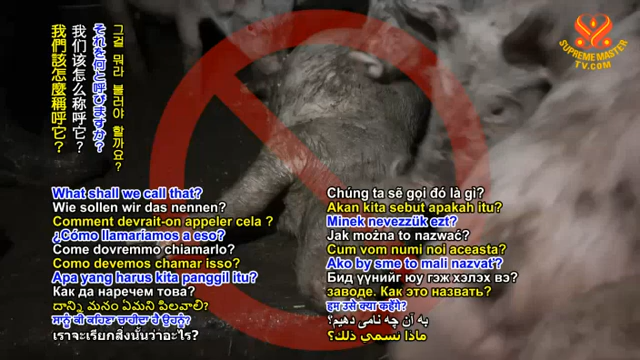 我們該怎麼稱呼它？
我们该怎么称呼它？
それを何と呼びますか？
그걸 뭐라 불러야 할까요?
SUPREME MASTER
TV.COM
What shall we call that?
Wie sollen wir das nennen?
Comment devrait-on appeler cela ?
¿Cómo llamaríamos a eso?
Come dovremmo chiamarlo?
Como devemos chamar isso?
Apa yang harus kita panggil itu?
Как да наречем това?
దాన్ని మనం ఏమని పిలవాలి?
ਸਾਨੂੰ ਕੀ ਕਹਿਣਾ ਚਾਹੀਦਾ ਹੈ ਉਹਨੂੰ?
เราจะเรียกสิ่งนั้นว่าอะไร?
Chúng ta sẽ gọi đó là gì?
Akan kita sebut apakah itu?
Minek nevezzük ezt?
Jak można to nazwać?
Cum vom numi noi aceasta?
Ako by sme to mali nazvať?
Бид үүнийг юу гэж хэлэх вэ?
заводе. Как это назвать?
हम उसे क्या कहेंगे?
به آن چه نامی دهیم؟
ماذا نسمي ذلك؟